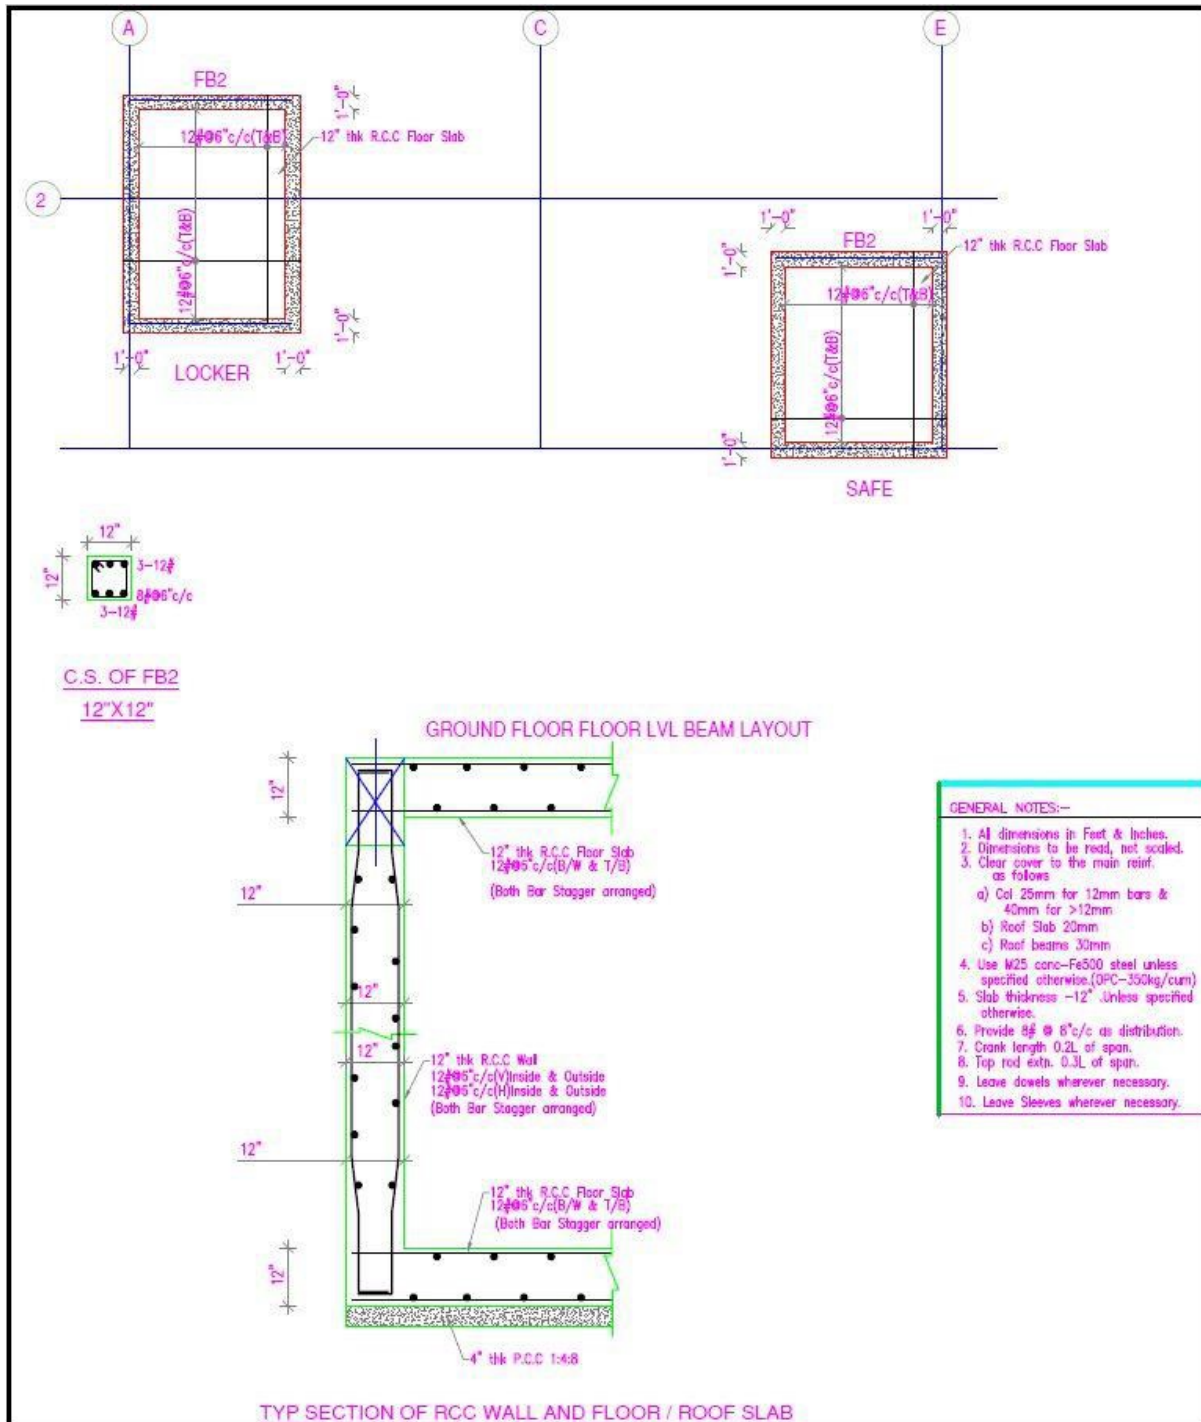 A
C
E
2
FB2
1'-0"
12#@6"c/c(T&B)
12" thk R.C.C Floor Slab
12#@6"c/c(T&B)
1'-0"
1'-0"
1'-0"
LOCKER
1'-0"
1'-0"
FB2
12" thk R.C.C Floor Slab
1'-0"
12#@6"c/c(T&B)
12#@6"c/c(T&B)
1'-0"
SAFE
12"
12"
3-12#
8#@6"c/c
3-12#
C.S. OF FB2
12"X12"
GROUND FLOOR FLOOR LVL BEAM LAYOUT
12"
12" thk R.C.C Floor Slab
12#@6"c/c(B/W & T/B)
(Both Bar Stagger arranged)
12"
12"
12"
12" thk R.C.C Wall
12#@6"c/c(V)Inside & Outside
12#@6"c/c(H)Inside & Outside
(Both Bar Stagger arranged)
12"
12" thk R.C.C Floor Slab
12#@6"c/c(B/W & T/B)
(Both Bar Stagger arranged)
12"
4" thk P.C.C 1:4:8
TYP SECTION OF RCC WALL AND FLOOR / ROOF SLAB
GENERAL NOTES:-
1. All dimensions in Feet & Inches.
2. Dimensions to be read, not scaled.
3. Clear cover to the main reinf.
as follows
a) Col 25mm for 12mm bars &
40mm for >12mm
b) Roof Slab 20mm
c) Roof beams 30mm
4. Use M25 conc-Fe500 steel unless
specified otherwise.(OPC-350kg/cum)
5. Slab thickness -12" .Unless specified
otherwise.
6. Provide 8# @ 8"c/c as distribution.
7. Crank length 0.2L of span.
8. Top rod extn. 0.3L of span.
9. Leave dowels wherever necessary.
10. Leave Sleeves wherever necessary.